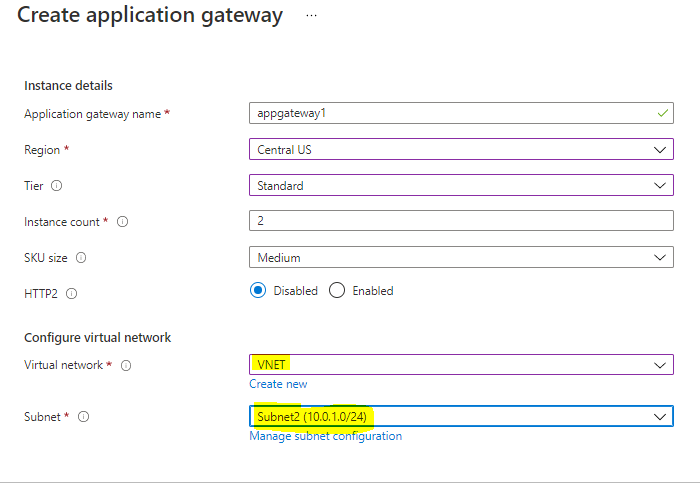 Create application gateway ...
Instance details
Application gateway name * appgateway1
Region * Central US
Tier Standard
Instance count * 2
SKU size Medium
HTTP2 Disabled Enabled
Configure virtual network
Virtual network * VNET
Create new
Subnet * Subnet2 (10.0.1.0/24)
Manage subnet configuration